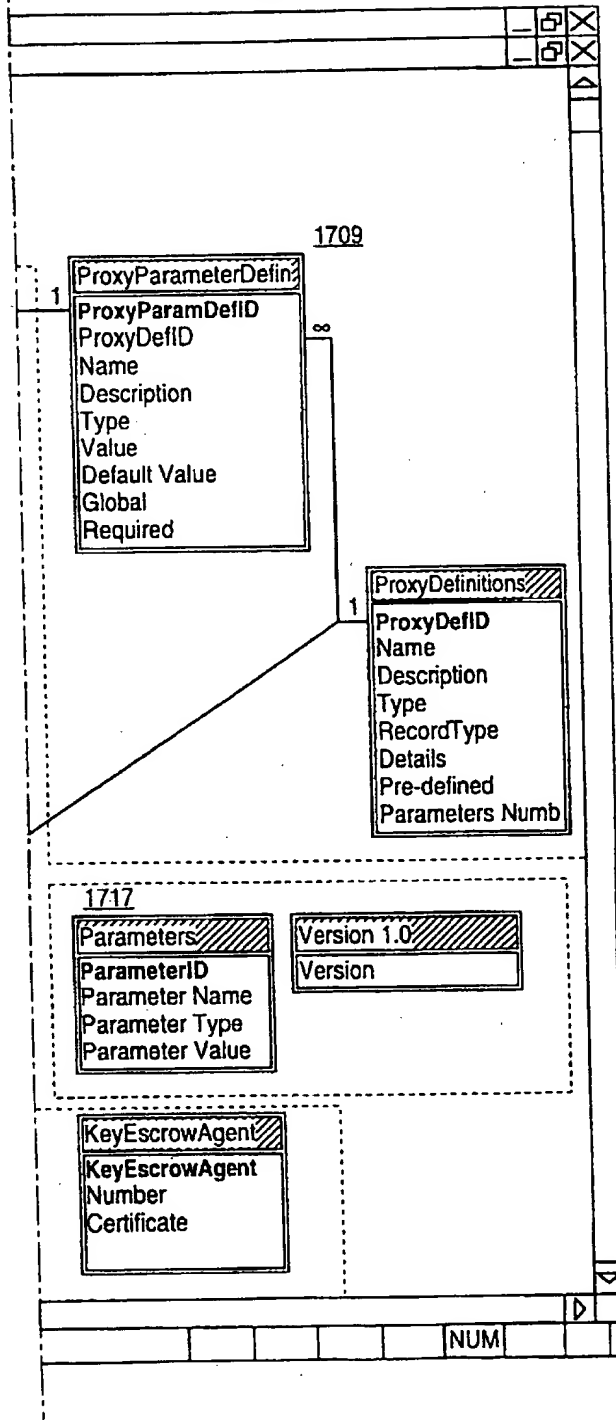 1709
ProxyParameterDefin
1
ProxyParamDefID
ProxyDefID
∞
Name
Description
Type
Value
Default Value
Global
Required
ProxyDefinitions
1
ProxyDefID
Name
Description
Type
RecordType
Details
Pre-defined
Parameters Numb
1717
Parameters
ParameterID
Parameter Name
Parameter Type
Parameter Value
Version 1.0
Version
KeyEscrowAgent
KeyEscrowAgent
Number
Certificate
NUM